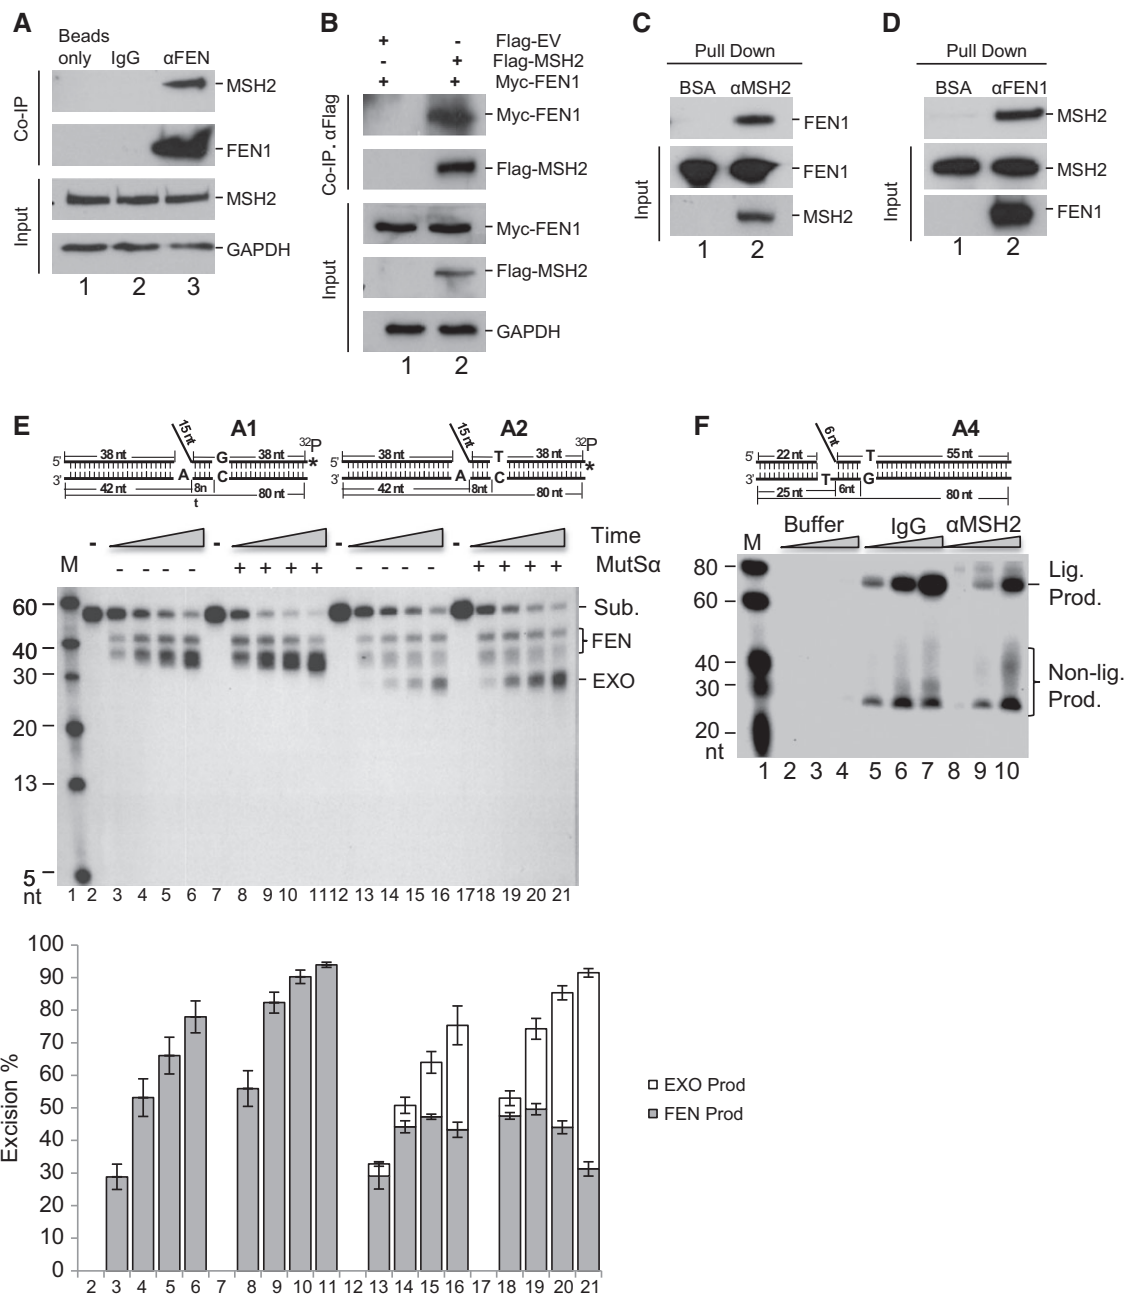 A
Beads only IgG αFEN
Co-IP
MSH2
FEN1
Input
MSH2
GAPDH
1 2 3
B
+ - Flag-EV
- + Flag-MSH2
+ + Myc-FEN1
Co-IP. αFlag
Myc-FEN1
Flag-MSH2
Input
Myc-FEN1
Flag-MSH2
GAPDH
1 2
C
Pull Down
BSA αMSH2
FEN1
Input
FEN1
MSH2
1 2
D
Pull Down
BSA αFEN1
MSH2
Input
MSH2
FEN1
1 2
E
A1
15 nt
32P
5' 38 nt G 38 nt *
3' A C
42 nt 8n t 80 nt
A2
15 nt
32P
5' 38 nt T 38 nt *
3' A C
42 nt 8nt 80 nt
- - - - Time
M - - - - + + + + - - - - + + + + MutSα
60
40
30
20
13
5
nt
Sub.
FEN
EXO
1 2 3 4 5 6 7 8 9 10 11 12 13 14 15 16 17 18 19 20 21
F
A4
6 nt
5' 22 nt T 55 nt
3' T G
25 nt 6nt 80 nt
M Buffer IgG αMSH2
80
60
40
30
20
nt
Lig. Prod.
Non-lig. Prod.
1 2 3 4 5 6 7 8 9 10
Excision %
100
90
80
70
60
50
40
30
20
10
0
2 3 4 5 6 7 8 9 10 11 12 13 14 15 16 17 18 19 20 21
EXO Prod
FEN Prod